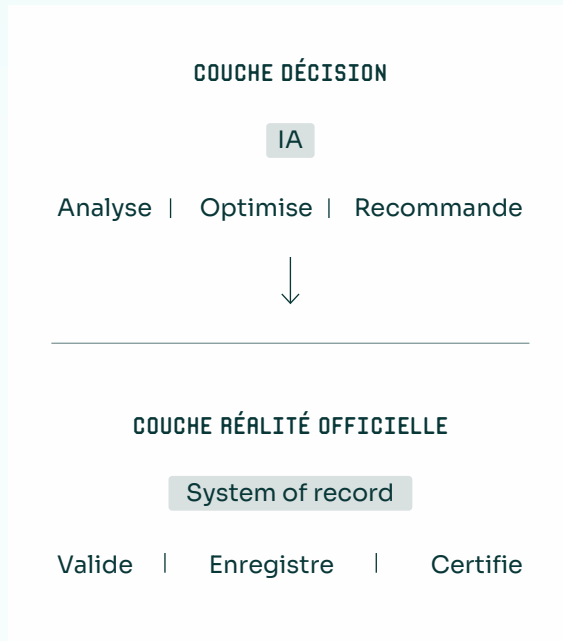 COUCHE DÉCISION
IA
Analyse | Optimise | Recommande
COUCHE RÉALITÉ OFFICIELLE
System of record
Valide | Enregistre | Certifie